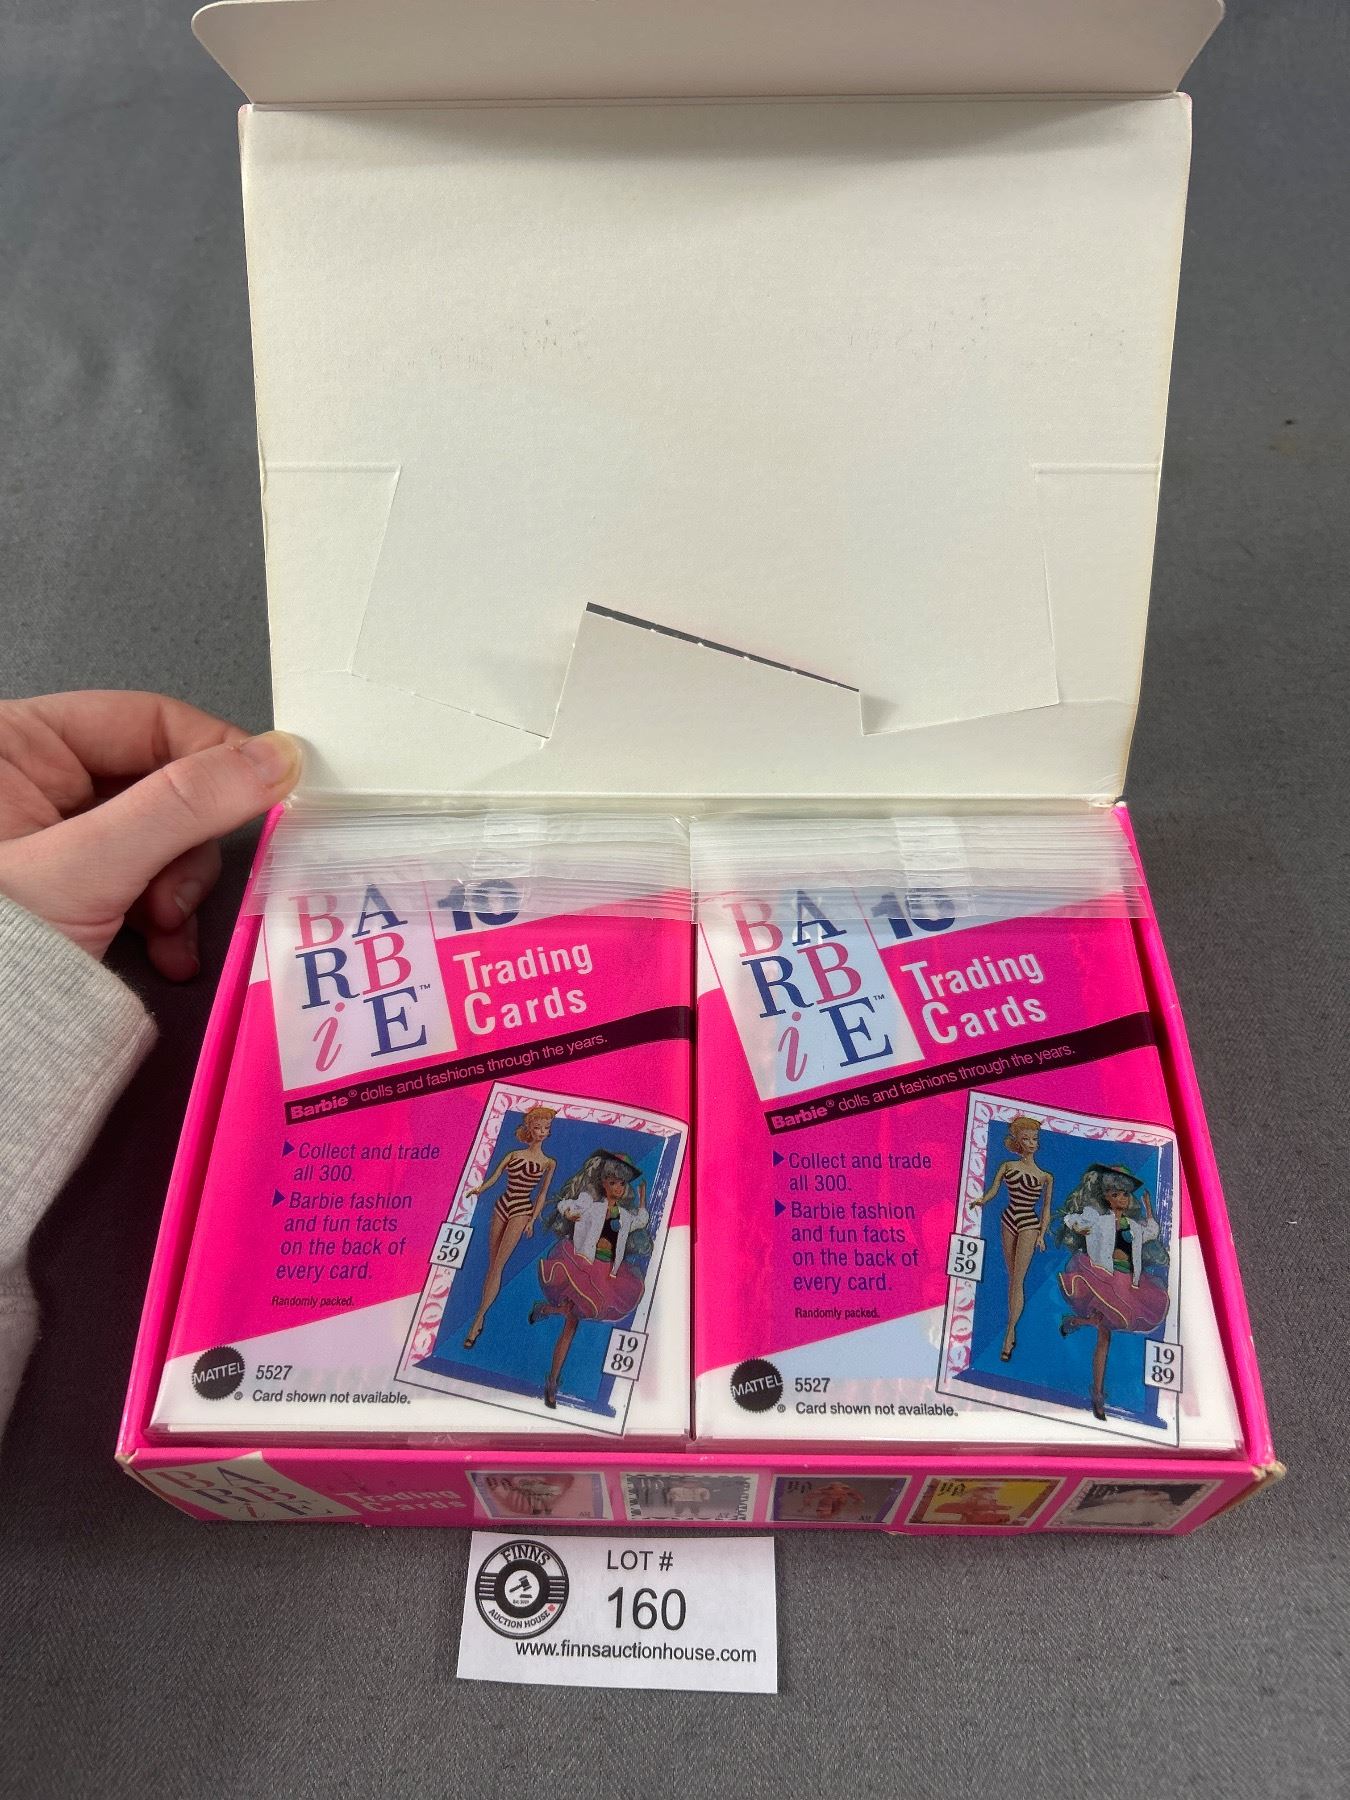 BA
RB
iE™
10
Trading
Cards
Barbie® dolls and fashions through the years.
▶ Collect and trade
all 300.
▶ Barbie fashion
and fun facts
on the back of
every card.
Randomly packed.
19
59
19
89
MATTEL
®
5527
Card shown not available.
BA
RB
iE™
10
Trading
Cards
Barbie® dolls and fashions through the years.
▶ Collect and trade
all 300.
▶ Barbie fashion
and fun facts
on the back of
every card.
Randomly packed.
19
59
19
89
MATTEL
®
5527
Card shown not available.
BA
RB
iE
Trading
Cards
FINNS
AUCTION HOUSE
LOT #
160
www.finnsauctionhouse.com